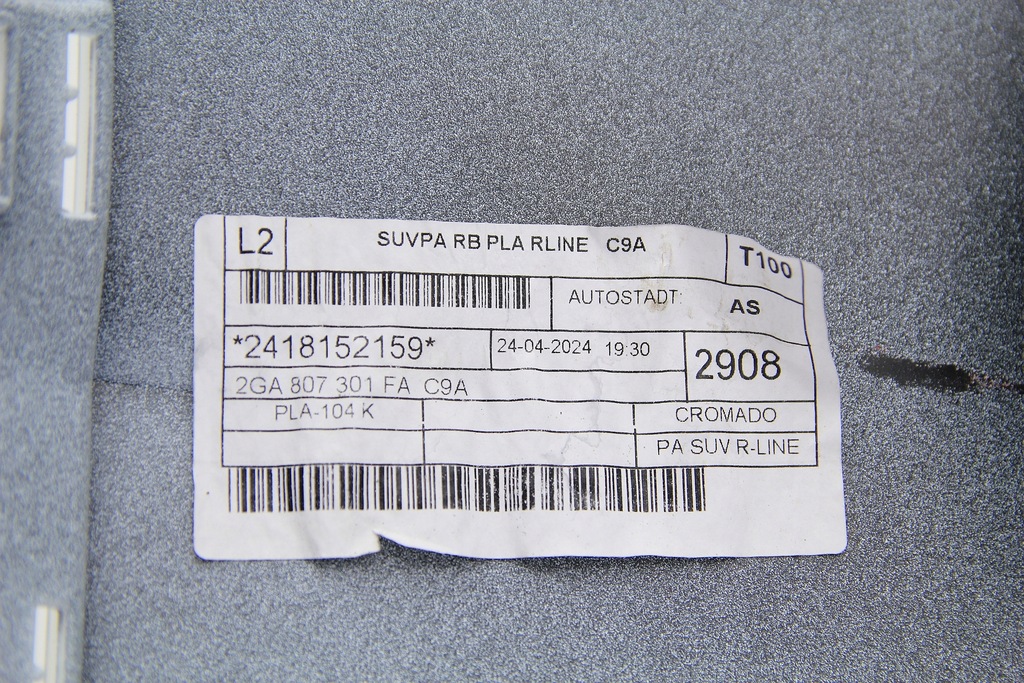 L2 SUVPA RB PLA RLINE C9A T100
AUTOSTADT: AS
*2418152159* 24-04-2024 19:30 2908
2GA 807 301 FA C9A
PLA-104 K CROMADO
PA SUV R-LINE